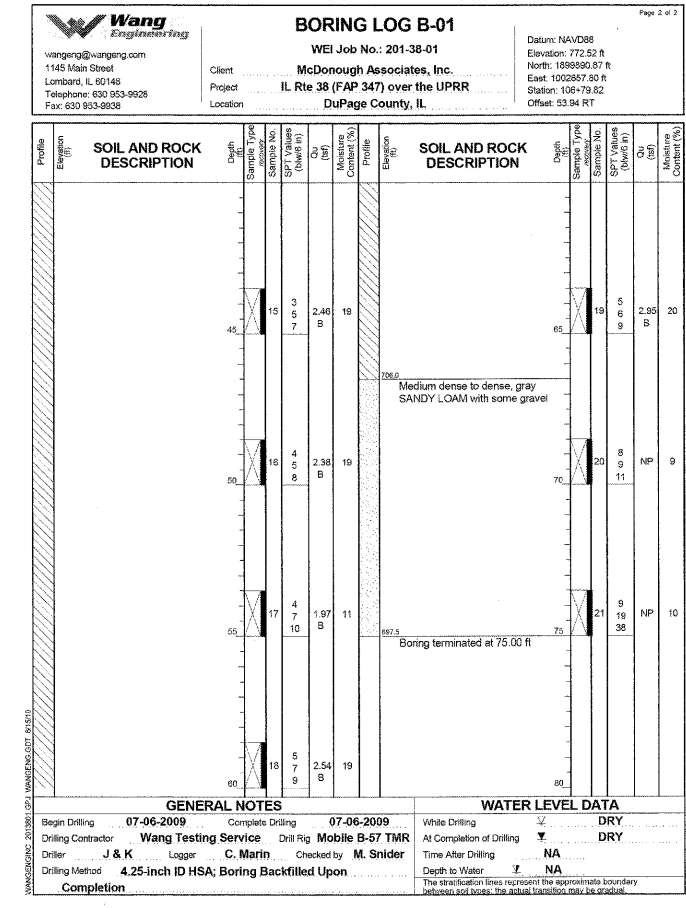 Page 2 of 2
Wang
Engineering
wangeng@wangeng.com
1145 Main Street
Lombard, IL 60148
Telephone: 630 953-9928
Fax: 630 953-9938
BORING LOG B-01
WEI Job No.: 201-38-01
Client McDonough Associates, Inc.
Project IL Rte 38 (FAP 347) over the UPRR
Location DuPage County, IL
Datum: NAVD88
Elevation: 772.52 ft
North: 1899890.87 ft
East: 1002857.80 ft
Station: 106+79.82
Offset: 53.94 RT
Profile
Elevation (ft)
SOIL AND ROCK
DESCRIPTION
Depth (ft)
Sample Type
recovery
Sample No.
SPT Values (blw/6 in)
Qu (tsf)
Moisture Content (%)
Profile
Elevation (ft)
SOIL AND ROCK
DESCRIPTION
Depth (ft)
Sample Type
recovery
Sample No.
SPT Values (blw/6 in)
Qu (tsf)
Moisture Content (%)
45
15
3
5
7
2.46
B
19
50
16
4
5
8
2.38
B
19
55
17
4
7
10
1.97
B
11
60
18
5
7
9
2.54
B
19
65
19
5
6
9
2.95
B
20
706.0
Medium dense to dense, gray
SANDY LOAM with some gravel
70
20
8
9
11
NP
9
75
21
9
19
38
NP
10
697.5
Boring terminated at 75.00 ft
80
GENERAL NOTES
Begin Drilling 07-06-2009 Complete Drilling 07-06-2009
Drilling Contractor Wang Testing Service Drill Rig Mobile B-57 TMR
Driller J & K Logger C. Marin Checked by M. Snider
Drilling Method 4.25-inch ID HSA; Boring Backfilled Upon
Completion
WATER LEVEL DATA
While Drilling DRY
At Completion of Drilling DRY
Time After Drilling NA
Depth to Water NA
The stratification lines represent the approximate boundary
between soil types: the actual transition may be gradual.
WANGENGINC 2013801.GPJ WANGENG.GDT 6/15/10